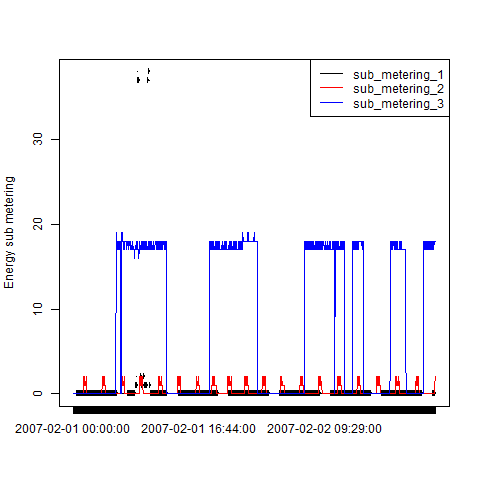 sub_metering_1
sub_metering_2
sub_metering_3
Energy sub metering
30
20
10
0
2007-02-01 00:00:00 2007-02-01 16:44:00 2007-02-02 09:29:00